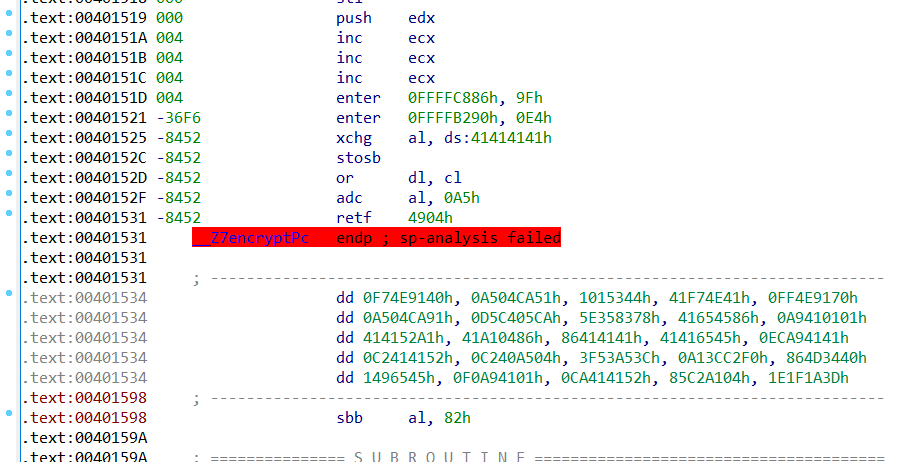 .text:00401519 000 push edx
.text:0040151A 004 inc ecx
.text:0040151B 004 inc ecx
.text:0040151C 004 inc ecx
.text:0040151D 004 enter 0FFFFC886h, 9Fh
.text:00401521 -36F6 enter 0FFFFB290h, 0E4h
.text:00401525 -8452 xchg al, ds:41414141h
.text:0040152C -8452 stosb
.text:0040152D -8452 or dl, cl
.text:0040152F -8452 adc al, 0A5h
.text:00401531 -8452 retf 4904h
.text:00401531 __Z7encryptPc endp ; sp-analysis failed
.text:00401531
.text:00401531 ; ---------------------------------------------------------------------------
.text:00401534 dd 0F74E9140h, 0A504CA51h, 1015344h, 41F74E41h, 0FF4E9170h
.text:00401534 dd 0A504CA91h, 0D5C405CAh, 5E358378h, 41654586h, 0A9410101h
.text:00401534 dd 414152A1h, 41A10486h, 86414141h, 41416545h, 0ECA94141h
.text:00401534 dd 0C2414152h, 0C240A504h, 3F53A53Ch, 0A13CC2F0h, 864D3440h
.text:00401534 dd 1496545h, 0F0A94101h, 0CA414152h, 85C2A104h, 1E1F1A3Dh
.text:00401598 ; ---------------------------------------------------------------------------
.text:00401598 sbb al, 82h
.text:0040159A
.text:0040159A ; =============== S U B R O U T I N E =======================================